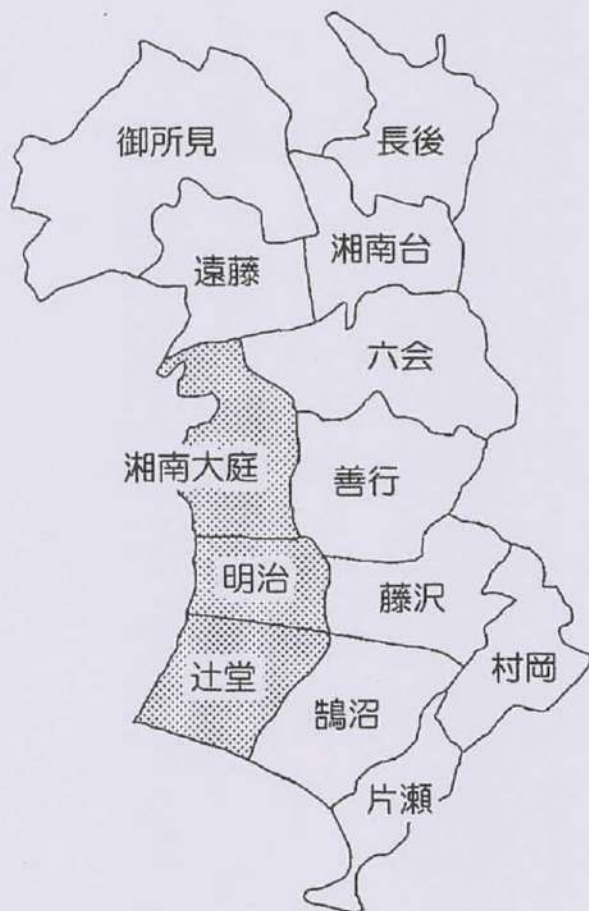 御所見
長後
湘南台
遠藤
六会
湘南大庭
善行
明治
藤沢
辻堂
村岡
鵠沼
片瀬